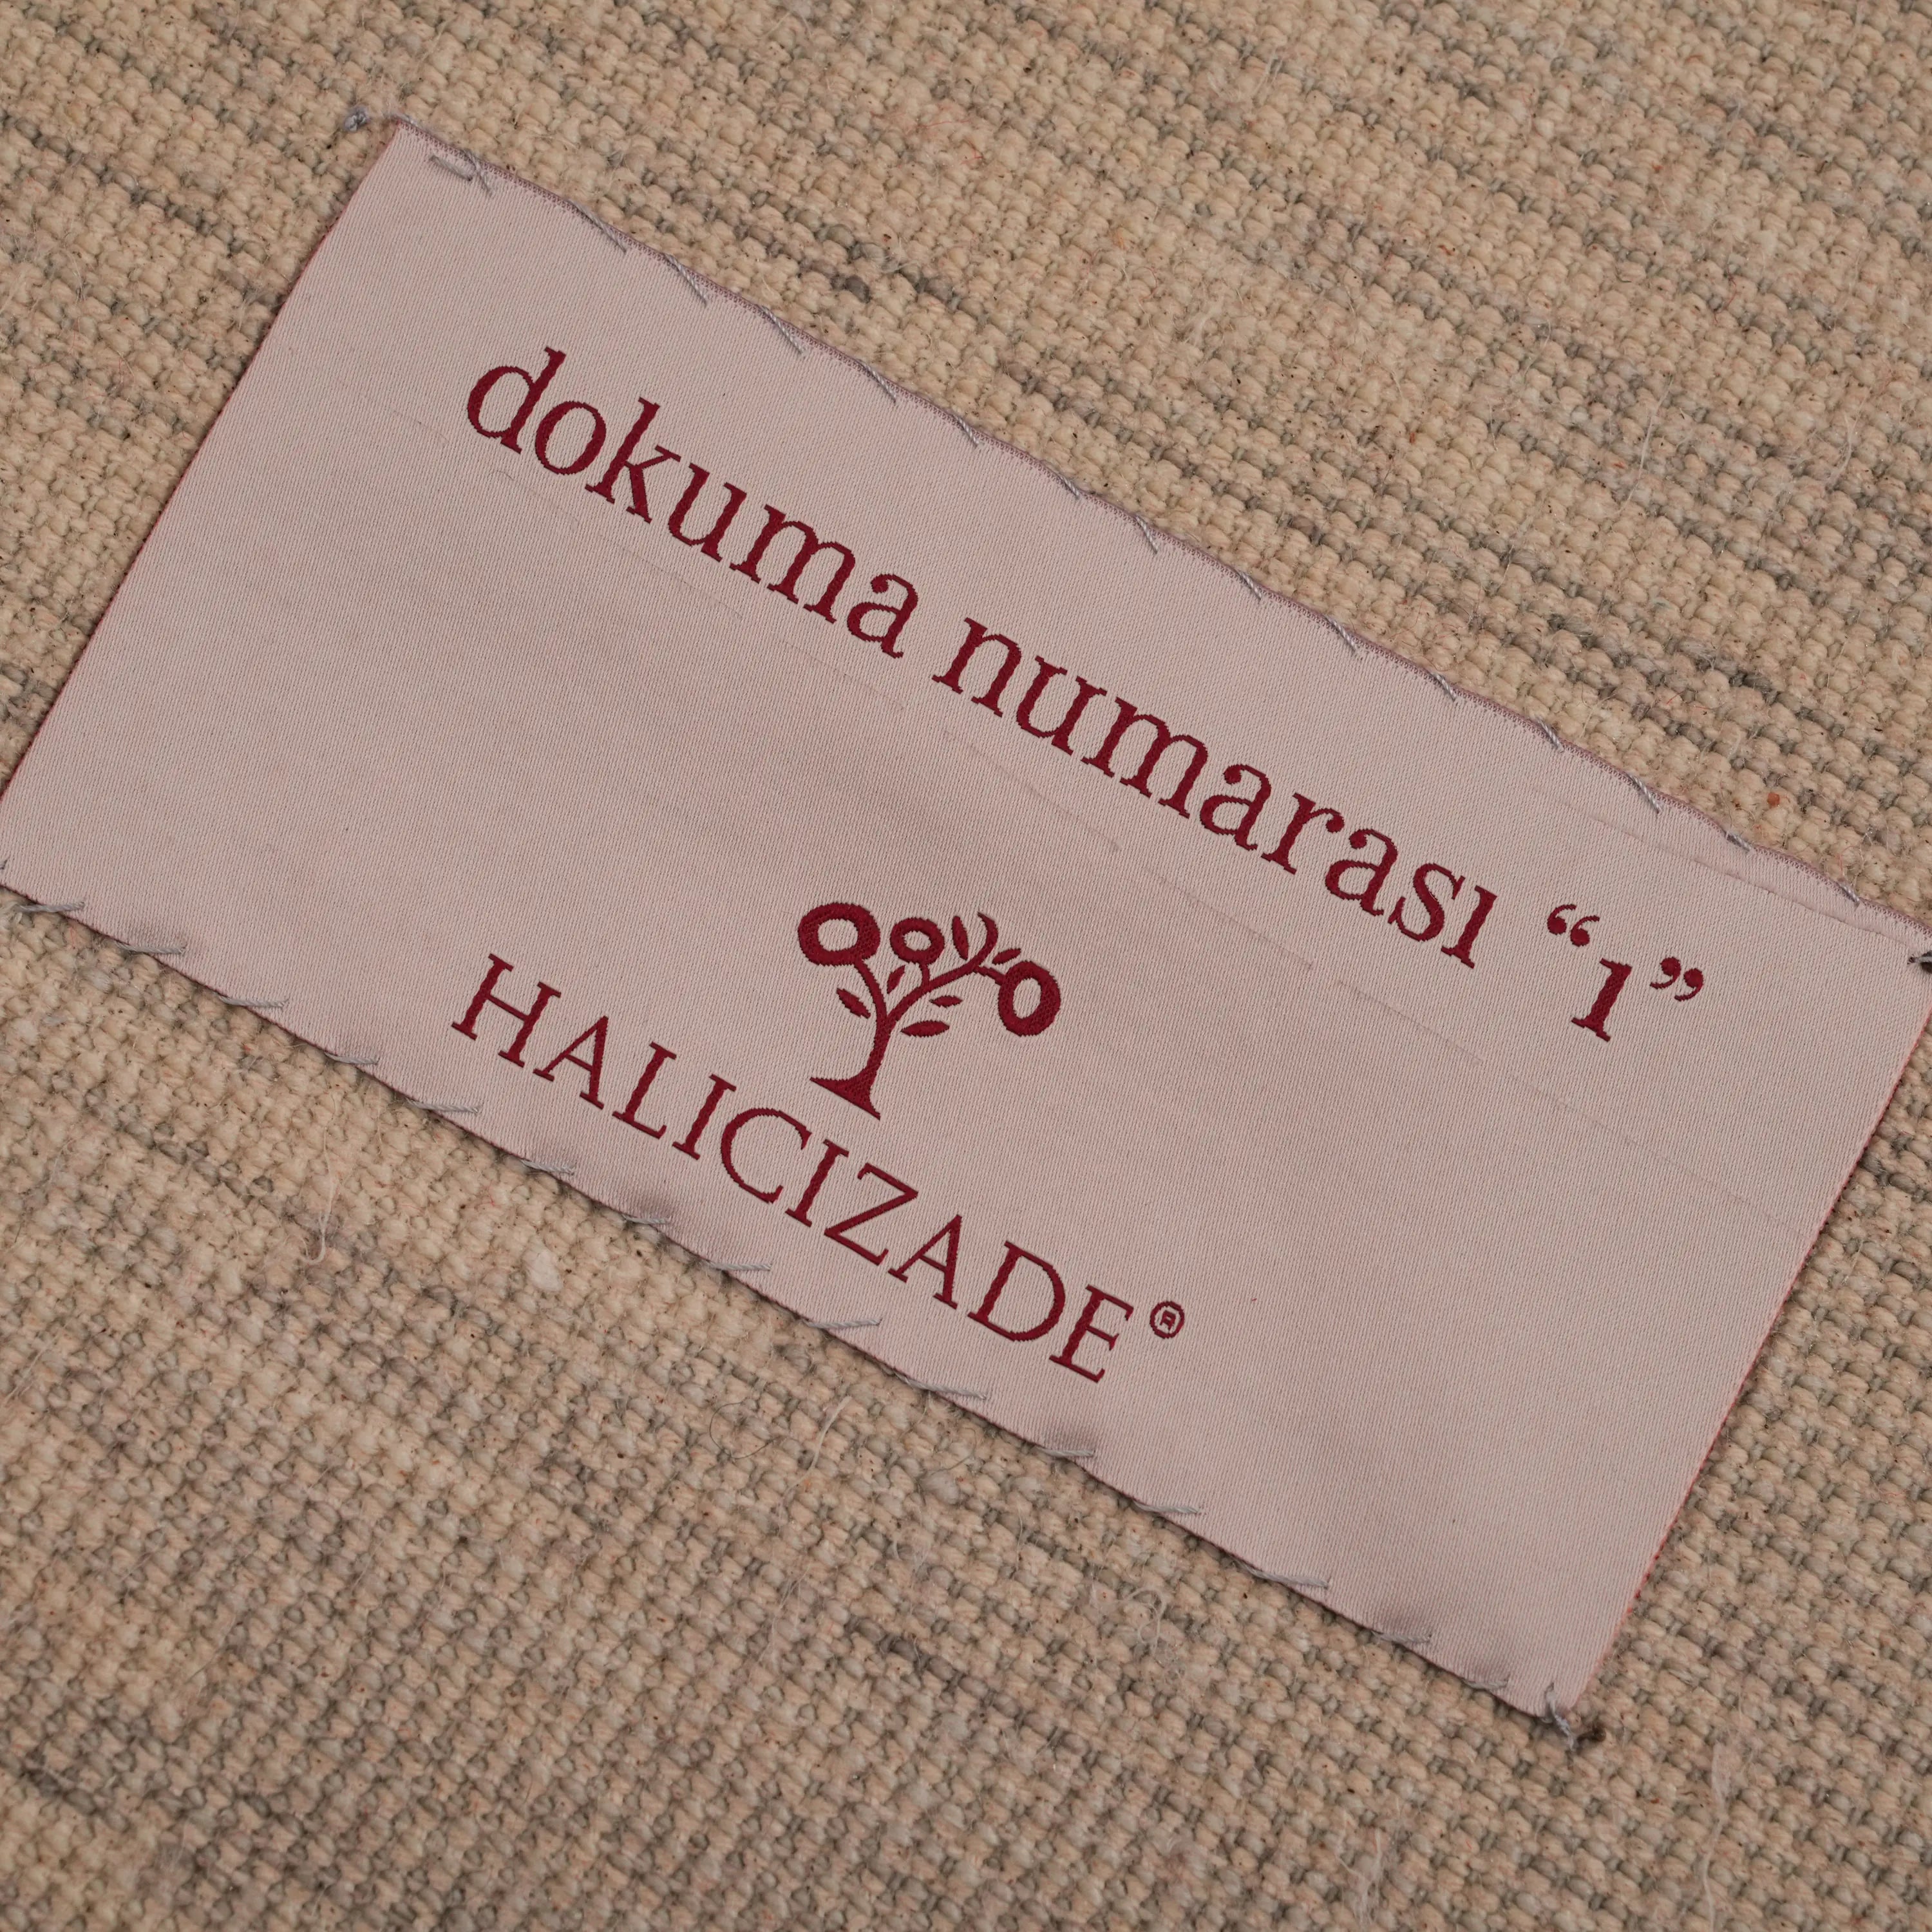 dokuma numarası “1”
HALICIZADE®